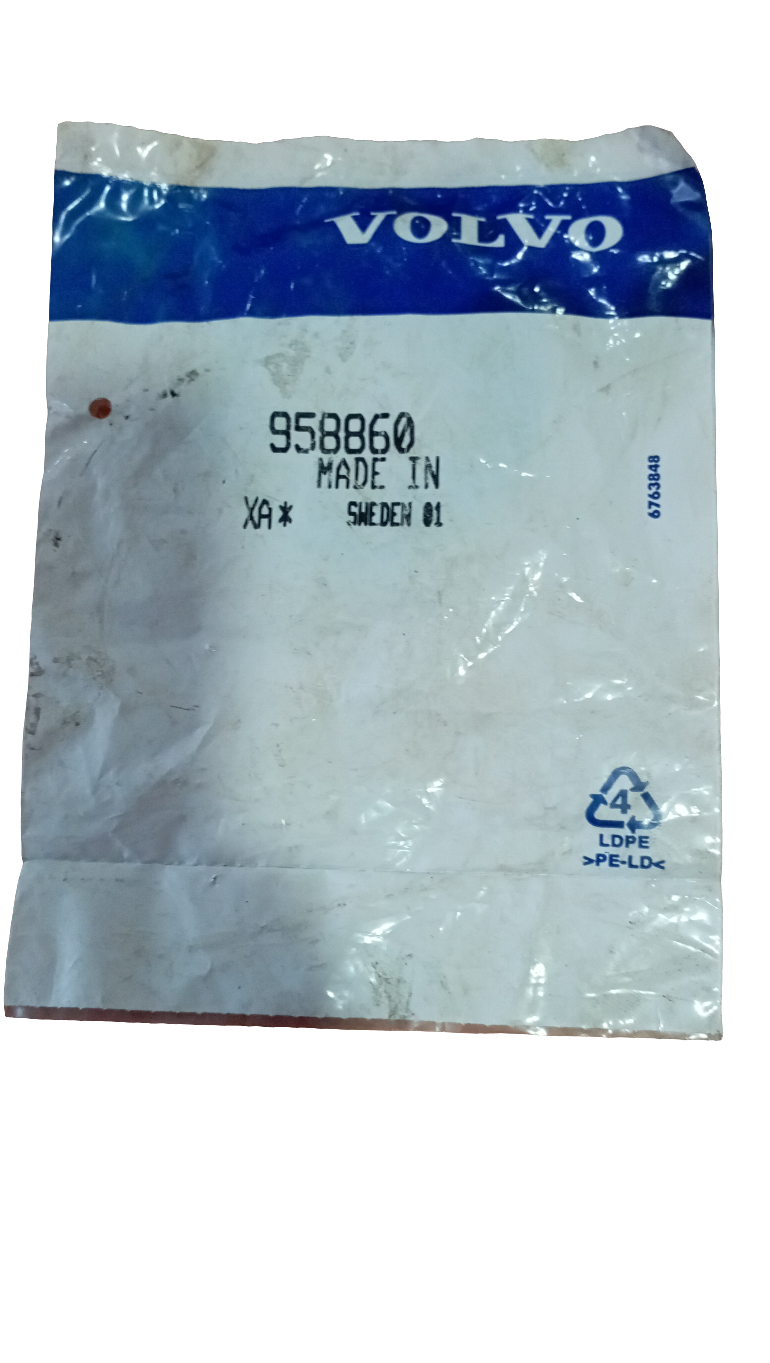 VOLVO
958860
MADE IN
XA* SWEDEN 01
6763848
4
LDPE
>PE-LD<